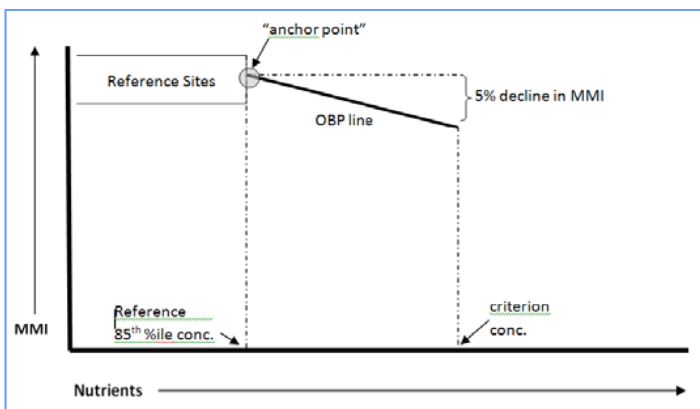 “anchor point”
Reference Sites
5% decline in MMI
OBP line
Reference
85th %ile conc.
criterion
conc.
MMI
Nutrients